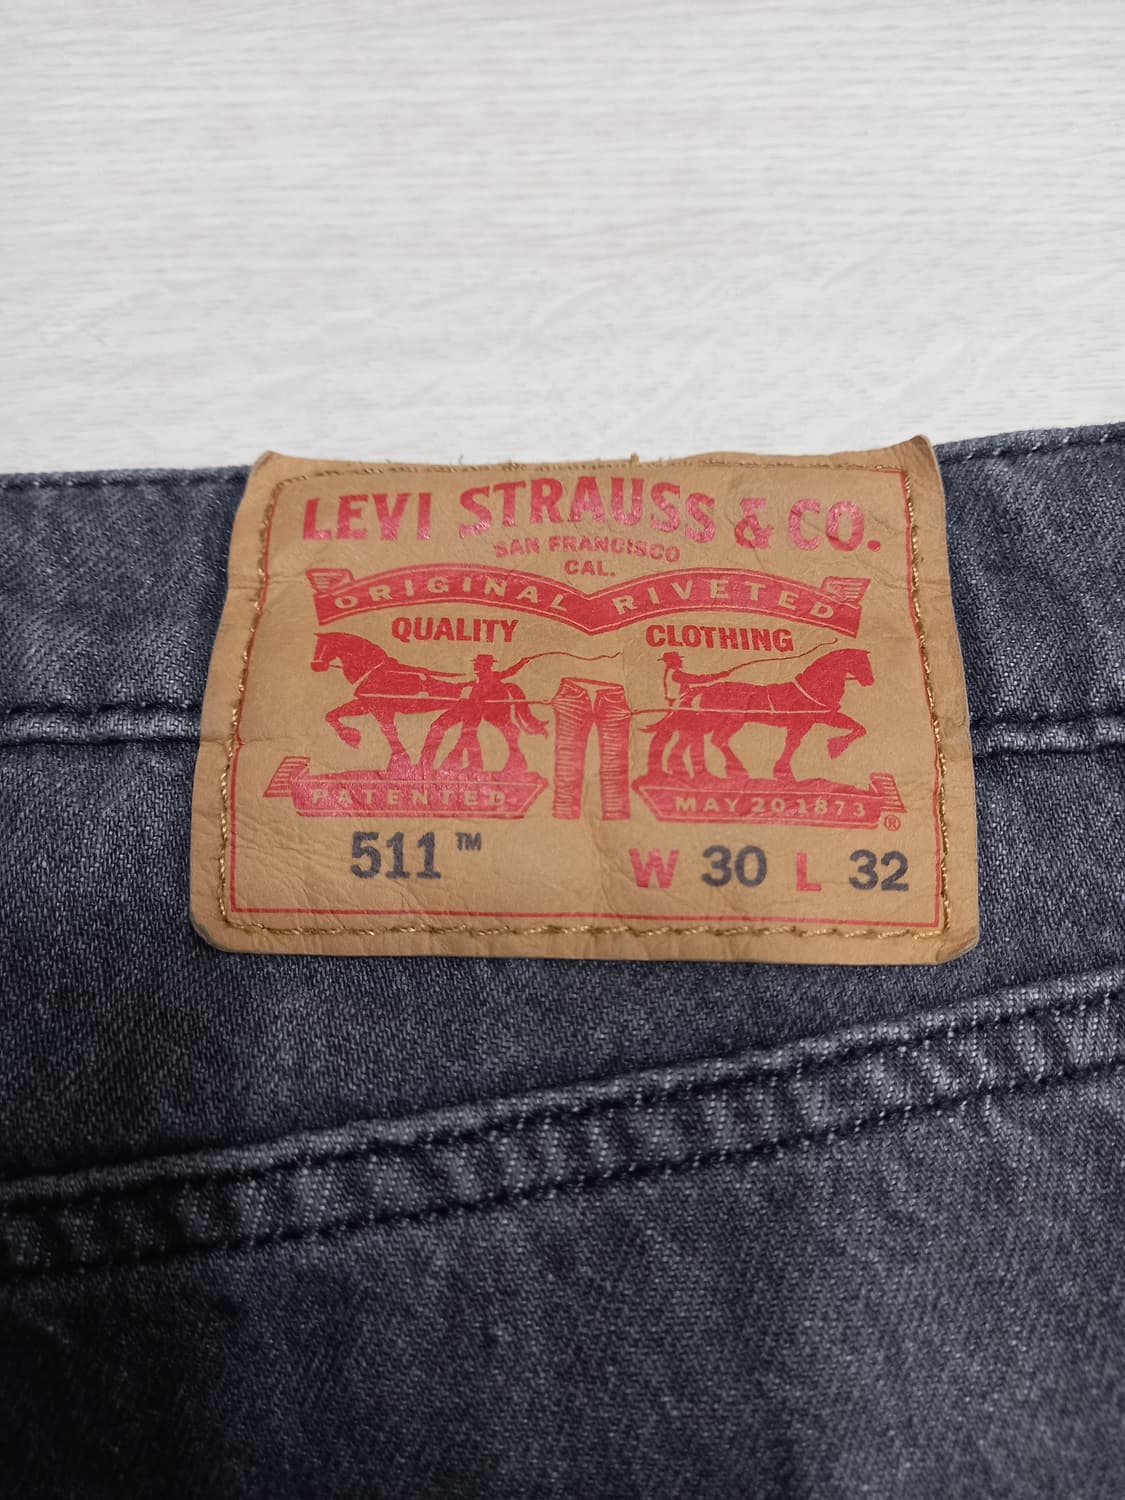 LEVI STRAUSS & CO.
SAN FRANCISCO
CAL.
ORIGINAL RIVETED
QUALITY CLOTHING
PATENTED MAY 20 1873 ®
511™ W 30 L 32